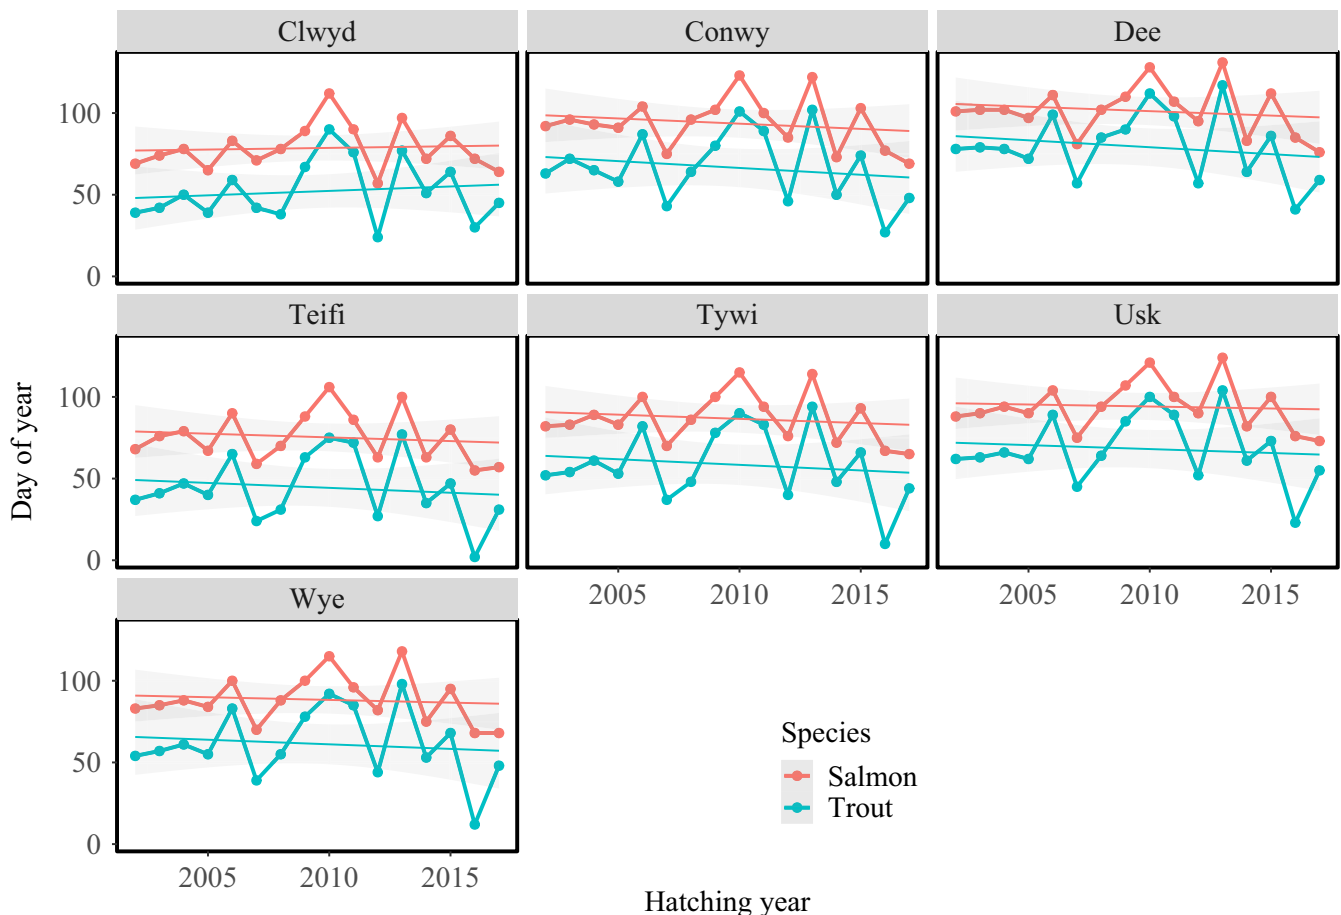 Clwyd Conwy Dee
100
50
0
Teifi Tywi Usk
Day of year
100
50
0
2005 2010 2015 2005 2010 2015
Wye
100
50
0
Species
Salmon
Trout
2005 2010 2015
Hatching year